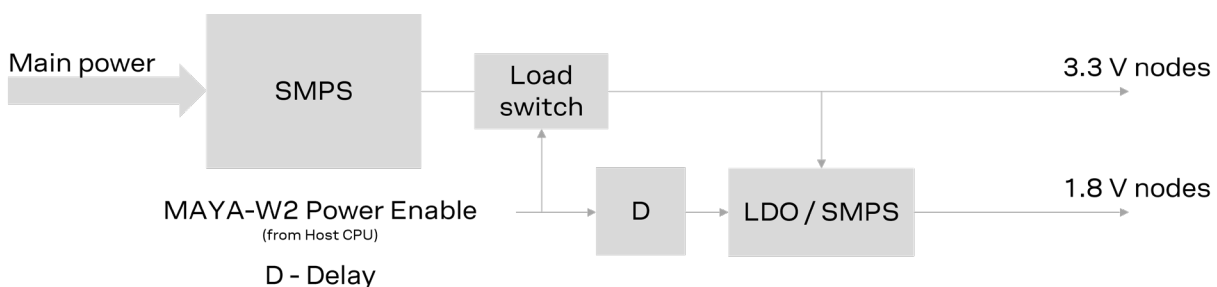 Main power
SMPS
Load
switch
3.3 V nodes
MAYA-W2 Power Enable
(from Host CPU)
D
LDO / SMPS
1.8 V nodes
D - Delay